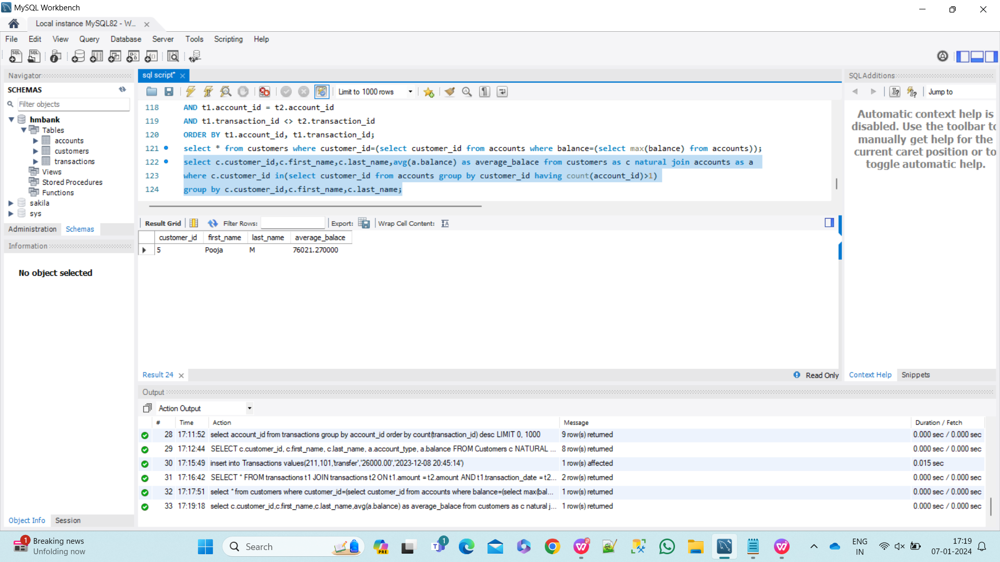 MySQL Workbench
Local instance MySQL82 - W...
File Edit View Query Database Server Tools Scripting Help
Navigator
SCHEMAS
Filter objects
hmbank
Tables
accounts
customers
transactions
Views
Stored Procedures
Functions
sakila
sys
Administration Schemas
Information
No object selected
Object Info Session
sql script*
Limit to 1000 rows
118 AND t1.account_id = t2.account_id
119 AND t1.transaction_id <> t2.transaction_id
120 ORDER BY t1.account_id, t1.transaction_id;
121 select * from customers where customer_id=(select customer_id from accounts where balance=(select max(balance) from accounts));
122 select c.customer_id,c.first_name,c.last_name,avg(a.balance) as average_balace from customers as c natural join accounts as a
123 where c.customer_id in(select customer_id from accounts group by customer_id having count(account_id)>1)
124 group by c.customer_id,c.first_name,c.last_name;
Result Grid Filter Rows: Export: Wrap Cell Content:
customer_id first_name last_name average_balace
5 Pooja M 76021.270000
Result 24
Read Only
SQLAdditions
Jump to
Automatic context help is
disabled. Use the toolbar to
manually get help for the
current caret position or to
toggle automatic help.
Context Help Snippets
Output
Action Output
# Time Action Message Duration / Fetch
28 17:11:52 select account_id from transactions group by account_id order by count(transaction_id) desc LIMIT 0, 1000 9 row(s) returned 0.000 sec / 0.000 sec
29 17:12:44 SELECT c.customer_id, c.first_name, c.last_name, a.account_type, a.balance FROM Customers c NATURAL ... 8 row(s) returned 0.000 sec / 0.000 sec
30 17:15:49 insert into Transactions values(211,101,'transfer','26000.00','2023-12-08 20:45:14') 1 row(s) affected 0.015 sec
31 17:16:42 SELECT * FROM transactions t1 JOIN transactions t2 ON t1.amount = t2.amount AND t1.transaction_date = t2... 2 row(s) returned 0.000 sec / 0.000 sec
32 17:17:51 select * from customers where customer_id=(select customer_id from accounts where balance=(select max(bal... 1 row(s) returned 0.000 sec / 0.000 sec
33 17:19:18 select c.customer_id,c.first_name,c.last_name,avg(a.balance) as average_balace from customers as c natural j... 1 row(s) returned 0.000 sec / 0.000 sec
1
Breaking news
Unfolding now
Search
PRE
1
ENG
IN
17:19
07-01-2024